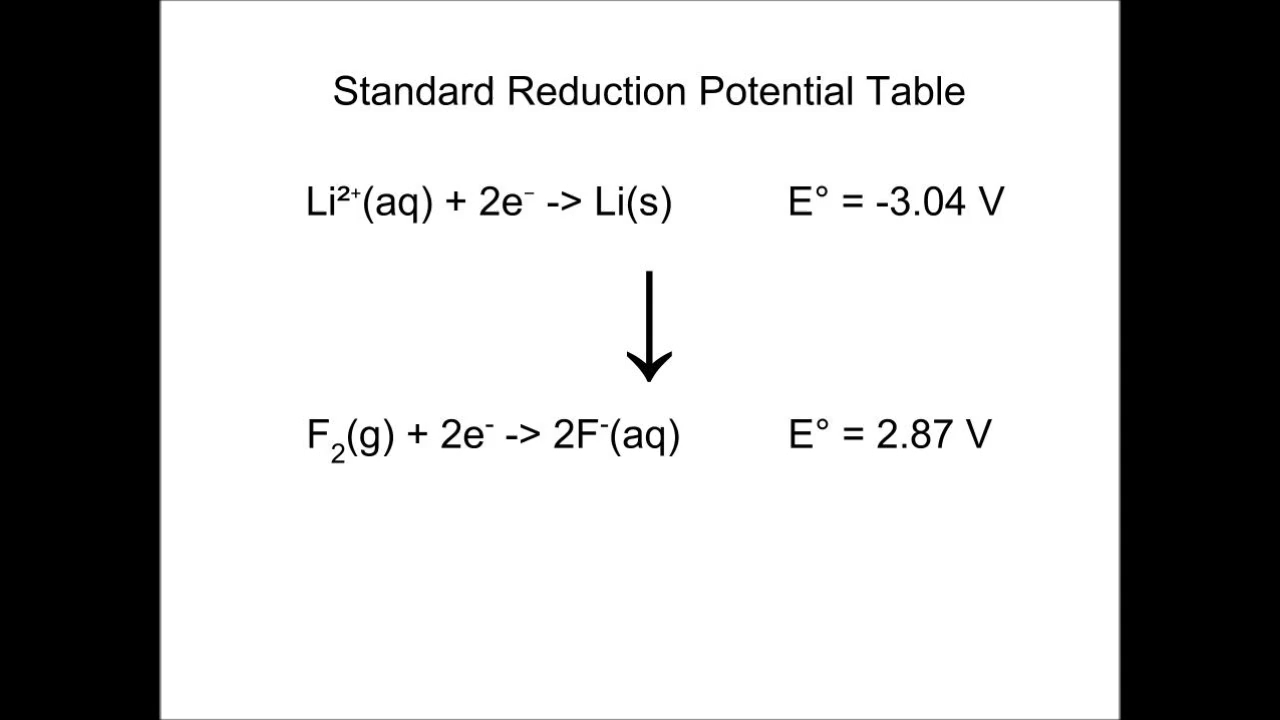 Standard Reduction Potential Table
Li²⁺(aq) + 2e⁻ -> Li(s) E° = -3.04 V
F₂(g) + 2e⁻ -> 2F⁻(aq) E° = 2.87 V